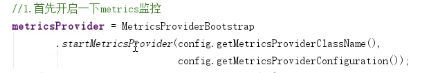 //1.首先开启一下metrics监控
metricsProvider = MetricsProviderBootstrap
.startMetricsProvider(config.getMetricsProviderClassName(),
config.getMetricsProviderConfiguration());